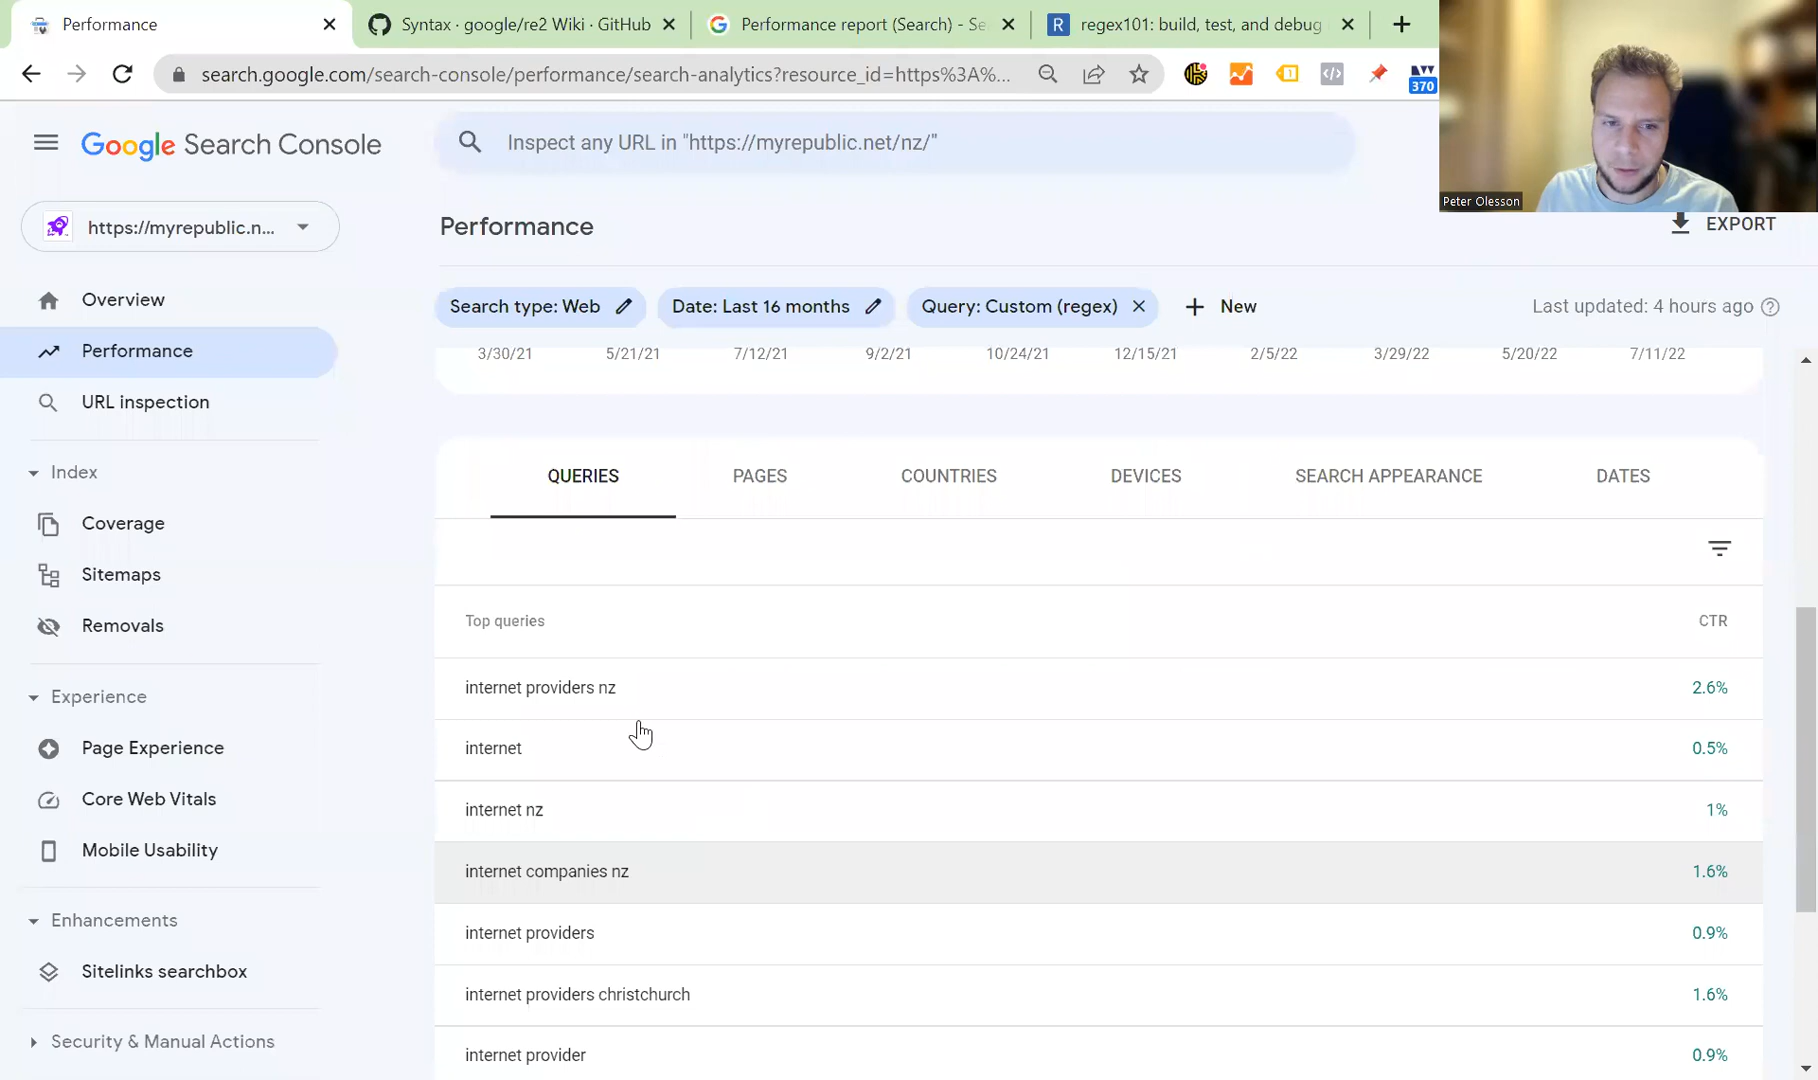 Performance
Syntax · google/re2 Wiki · GitHub
Performance report (Search) - Se
regex101: build, test, and debug
search.google.com/search-console/performance/search-analytics?resource_id=https%3A%...
370
Peter Olesson
Google Search Console
Inspect any URL in "https://myrepublic.net/nz/"
https://myrepublic.n...
Performance
EXPORT
Overview
Performance
URL inspection
Index
Coverage
Sitemaps
Removals
Experience
Page Experience
Core Web Vitals
Mobile Usability
Enhancements
Sitelinks searchbox
Security & Manual Actions
Search type: Web
Date: Last 16 months
Query: Custom (regex)
New
Last updated: 4 hours ago
3/30/21 5/21/21 7/12/21 9/2/21 10/24/21 12/15/21 2/5/22 3/29/22 5/20/22 7/11/22
QUERIES PAGES COUNTRIES DEVICES SEARCH APPEARANCE DATES
Top queries CTR
internet providers nz 2.6%
internet 0.5%
internet nz 1%
internet companies nz 1.6%
internet providers 0.9%
internet providers christchurch 1.6%
internet provider 0.9%